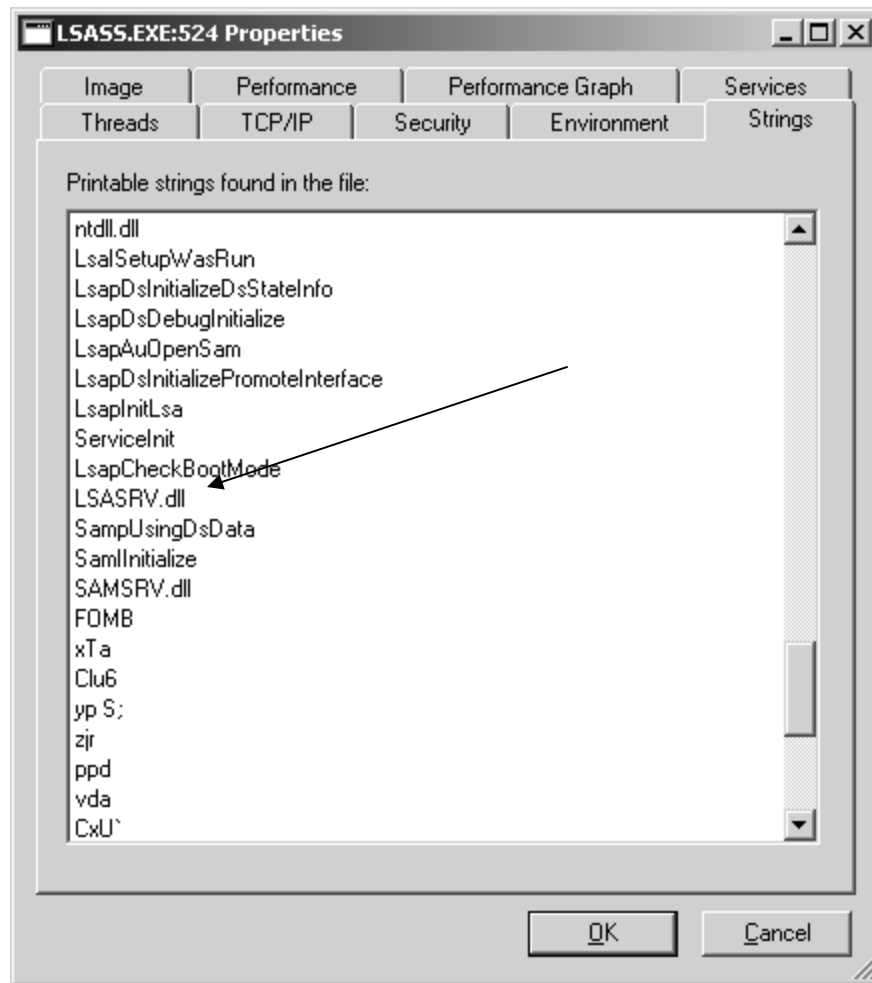 LSASS.EXE:524 Properties
Image Performance Performance Graph Services
Threads TCP/IP Security Environment Strings
Printable strings found in the file:
ntdll.dll
LsaISetupWasRun
LsapDsInitializeDsStateInfo
LsapDsDebugInitialize
LsapAuOpenSam
LsapDsInitializePromoteInterface
LsapInitLsa
ServiceInit
LsapCheckBootMode
LSASRV.dll
SampUsingDsData
SamIInitialize
SAMSRV.dll
FOMB
xTa
Clu6
yp S;
zjr
ppd
vda
CxU`
OK Cancel